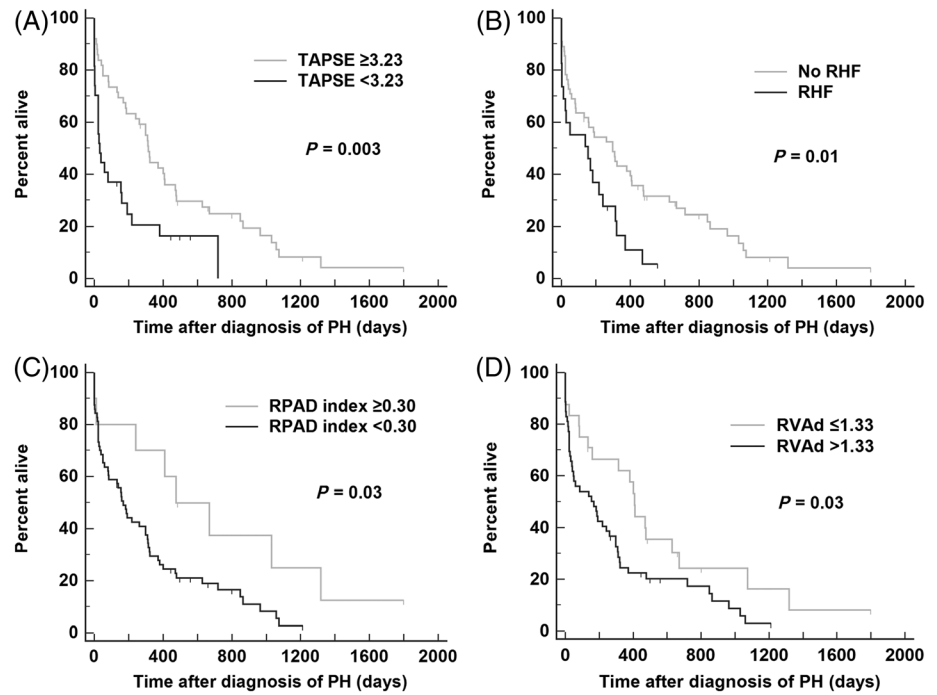 (A)
Percent alive
100
80
60
40
20
0
TAPSE ≥3.23
TAPSE <3.23
P = 0.003
0 400 800 1200 1600 2000
Time after diagnosis of PH (days)
(B)
Percent alive
100
80
60
40
20
0
No RHF
RHF
P = 0.01
0 400 800 1200 1600 2000
Time after diagnosis of PH (days)
(C)
Percent alive
100
80
60
40
20
0
RPAD index ≥0.30
RPAD index <0.30
P = 0.03
0 400 800 1200 1600 2000
Time after diagnosis of PH (days)
(D)
Percent alive
100
80
60
40
20
0
RVAd ≤1.33
RVAd >1.33
P = 0.03
0 400 800 1200 1600 2000
Time after diagnosis of PH (days)